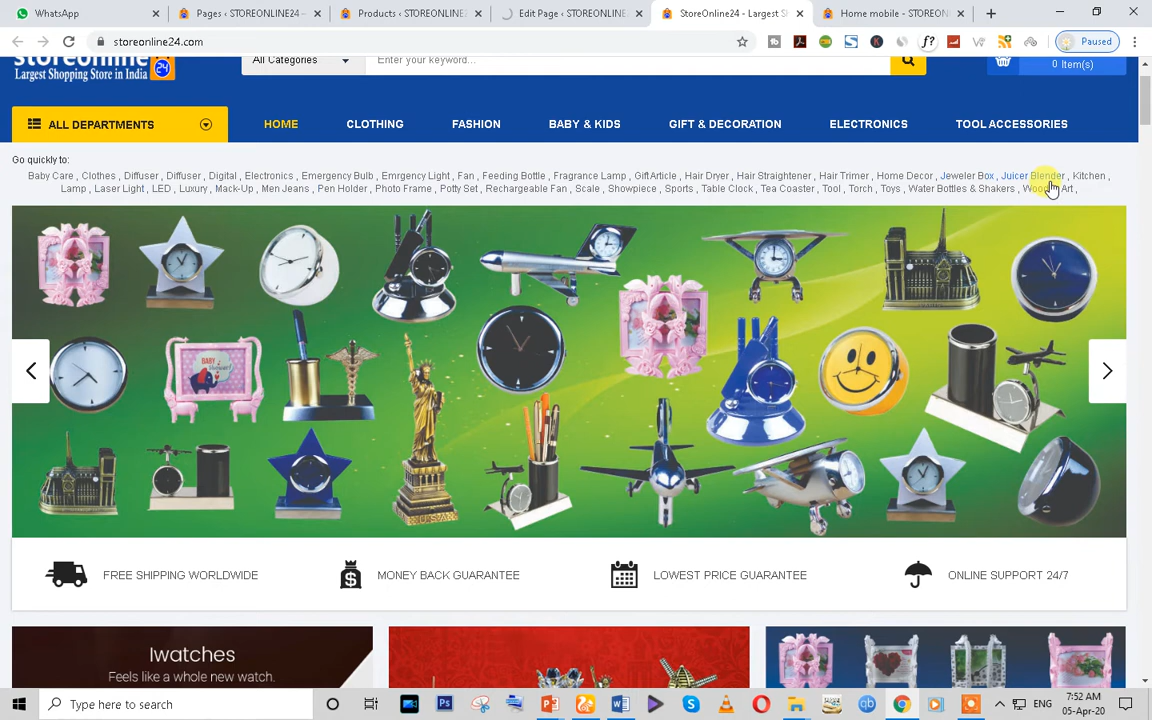 WhatsApp
Pages ‹ STOREONLINE24 –
Products ‹ STOREONLINE2
Edit Page ‹ STOREONLINE
StoreOnline24 - Largest S
Home mobile - STOREON
storeonline24.com
Paused
storeonline 24
Largest Shopping Store in India
All Categories
Enter your keyword...
0 Item(s)
ALL DEPARTMENTS
HOME
CLOTHING
FASHION
BABY & KIDS
GIFT & DECORATION
ELECTRONICS
TOOL ACCESSORIES
Go quickly to:
Baby Care , Clothes , Diffuser , Diffuser , Digital , Electronics , Emergency Bulb , Emrgency Light , Fan , Feeding Bottle , Fragrance Lamp , GiftArticle , Hair Dryer , Hair Straightener , Hair Trimer , Home Decor , Jeweler Box , Juicer Blender , Kitchen ,
Lamp , Laser Light , LED , Luxury , Mack-Up , Men Jeans , Pen Holder , Photo Frame , Potty Set , Rechargeable Fan , Scale , Showpiece , Sports , Table Clock , Tea Coaster , Tool , Torch , Toys , Water Bottles & Shakers , Art ,
FREE SHIPPING WORLDWIDE
MONEY BACK GUARANTEE
LOWEST PRICE GUARANTEE
ONLINE SUPPORT 24/7
Iwatches
Feels like a whole new watch.
Type here to search
ENG
7:52 AM
05-Apr-20